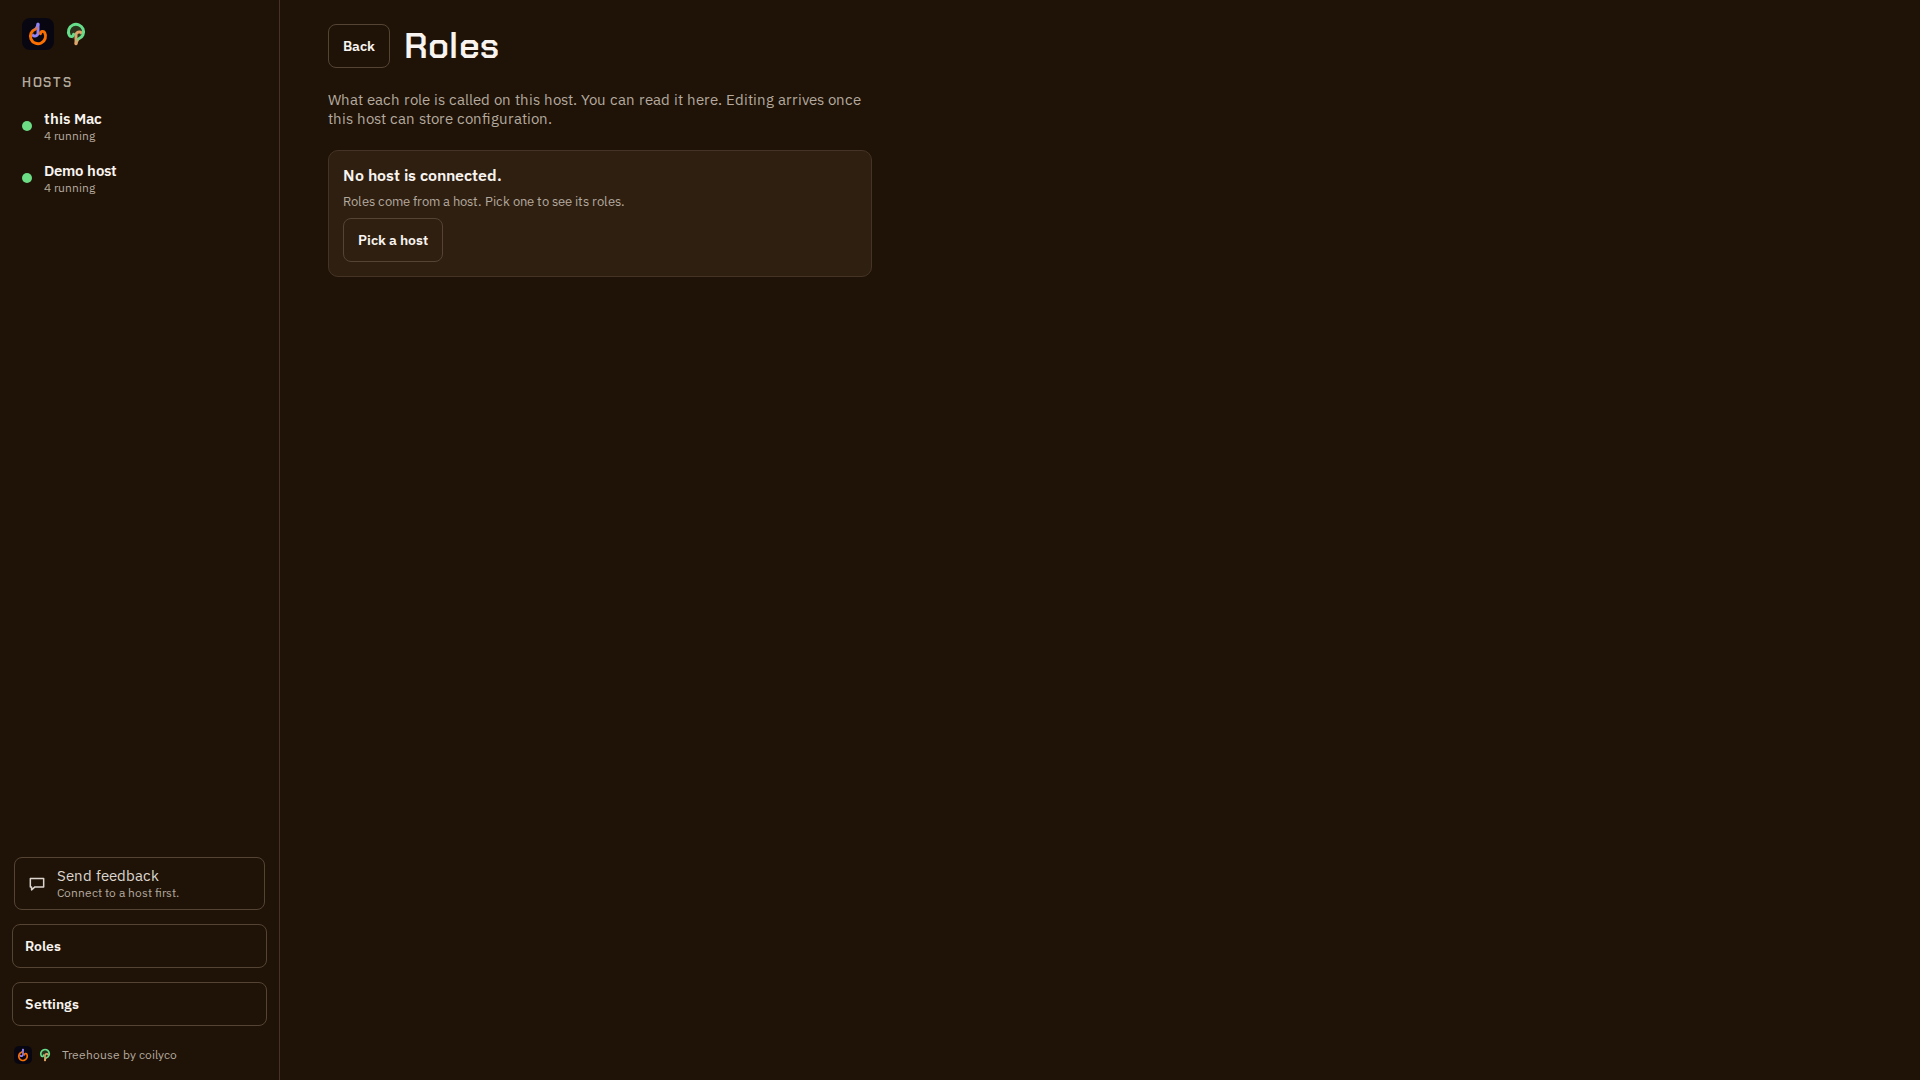 HOSTS
this Mac
4 running
Demo host
4 running
Send feedback
Connect to a host first.
Roles
Settings
Treehouse by coilyco
Back
Roles
What each role is called on this host. You can read it here. Editing arrives once
this host can store configuration.
No host is connected.
Roles come from a host. Pick one to see its roles.
Pick a host